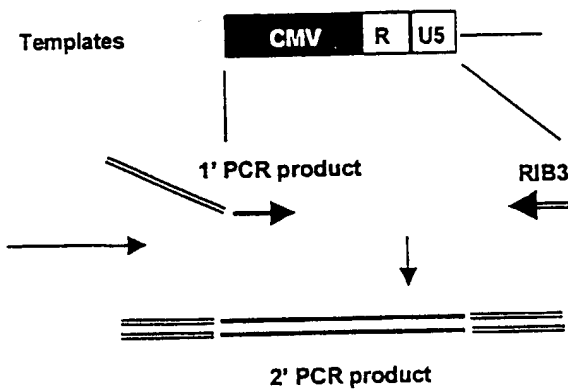 Templates CMV R U5
1' PCR product
RIB3
2' PCR product